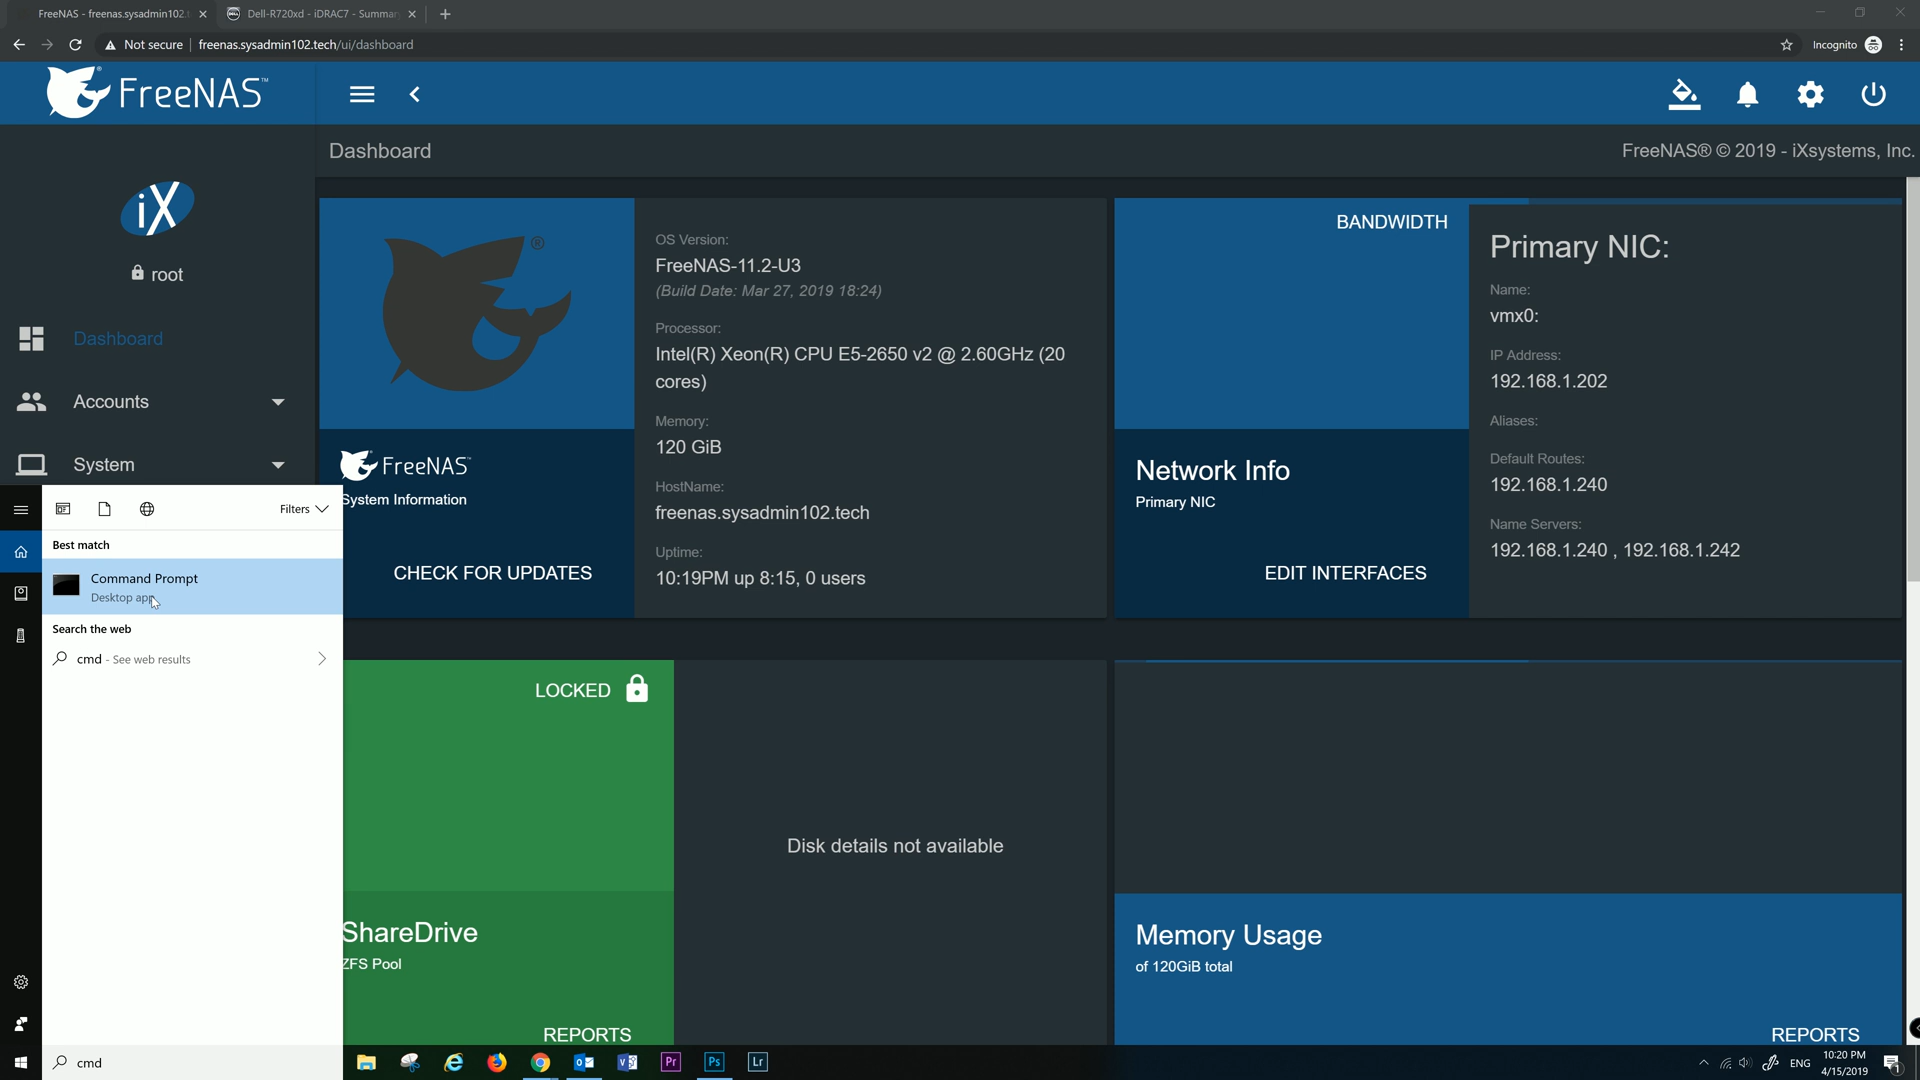 FreeNAS - freenas.sysadmin102.t
Dell-R720xd - iDRAC7 - Summar
Not secure
freenas.sysadmin102.tech/ui/dashboard
Incognito
FreeNAS™
Dashboard
FreeNAS® © 2019 - iXsystems, Inc.
iX
root
Dashboard
Accounts
System
®
FreeNAS™
System Information
CHECK FOR UPDATES
OS Version:
FreeNAS-11.2-U3
(Build Date: Mar 27, 2019 18:24)
Processor:
Intel(R) Xeon(R) CPU E5-2650 v2 @ 2.60GHz (20
cores)
Memory:
120 GiB
HostName:
freenas.sysadmin102.tech
Uptime:
10:19PM up 8:15, 0 users
BANDWIDTH
Network Info
Primary NIC
EDIT INTERFACES
Primary NIC:
Name:
vmx0:
IP Address:
192.168.1.202
Aliases:
Default Routes:
192.168.1.240
Name Servers:
192.168.1.240 , 192.168.1.242
Filters
Best match
Command Prompt
Desktop app
Search the web
cmd - See web results
LOCKED
ShareDrive
ZFS Pool
REPORTS
Disk details not available
Memory Usage
of 120GiB total
REPORTS
cmd
Pr
Ps
Lr
ENG
10:20 PM
4/15/2019
1